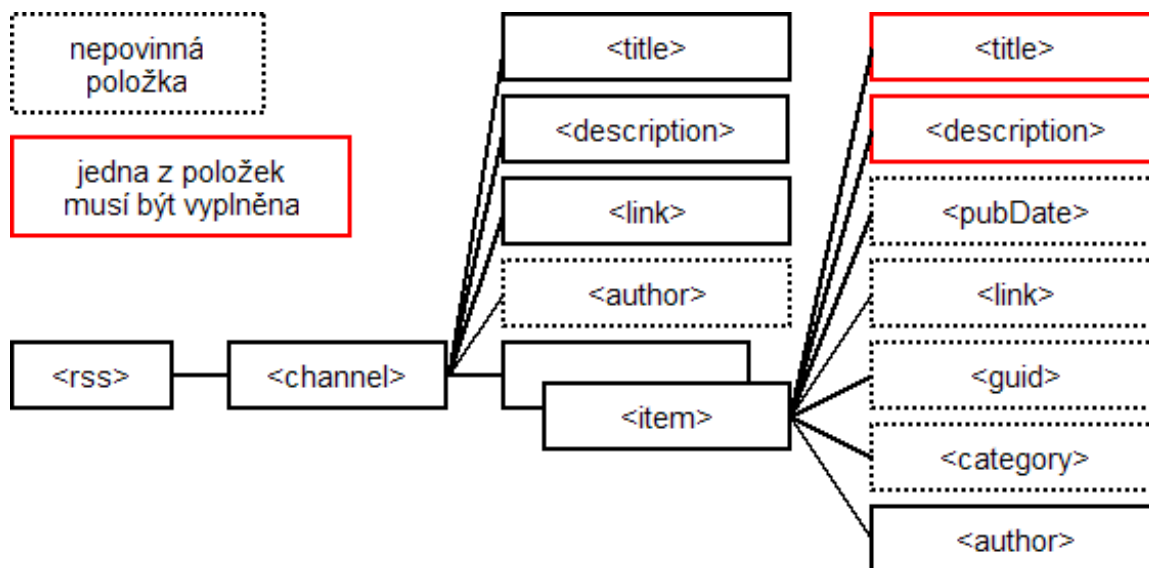 nepovinná
položka
jedna z položek
musí být vyplněna
<rss>
<channel>
<title>
<description>
<link>
<author>
<item>
<title>
<description>
<pubDate>
<link>
<guid>
<category>
<author>